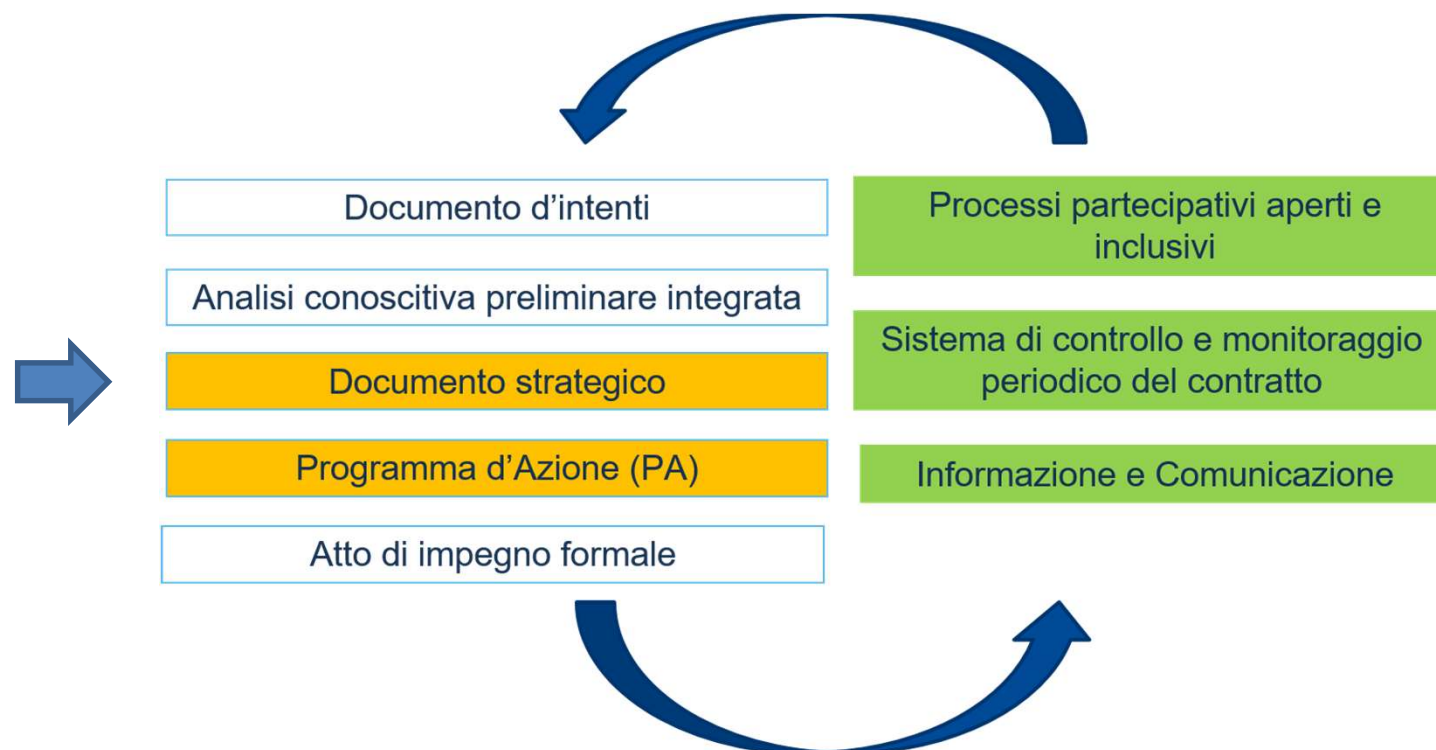 Documento d’intenti
Analisi conoscitiva preliminare integrata
Documento strategico
Programma d’Azione (PA)
Atto di impegno formale
Processi partecipativi aperti e
inclusivi
Sistema di controllo e monitoraggio
periodico del contratto
Informazione e Comunicazione